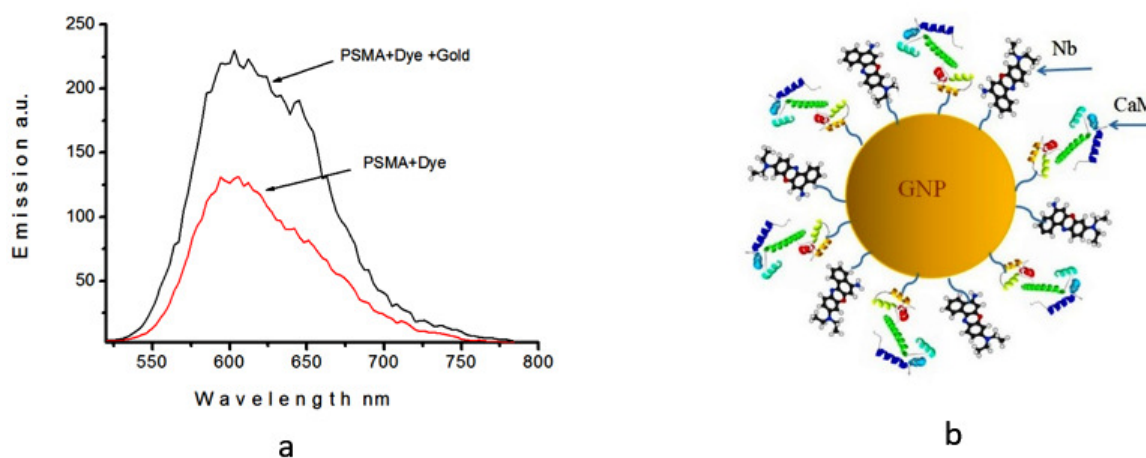 250
200
150
100
50
550 600 650 700 750 800
Emission a.u.
Wavelength nm
PSMA+Dye +Gold
PSMA+Dye
a
Nb
CaM
GNP
b